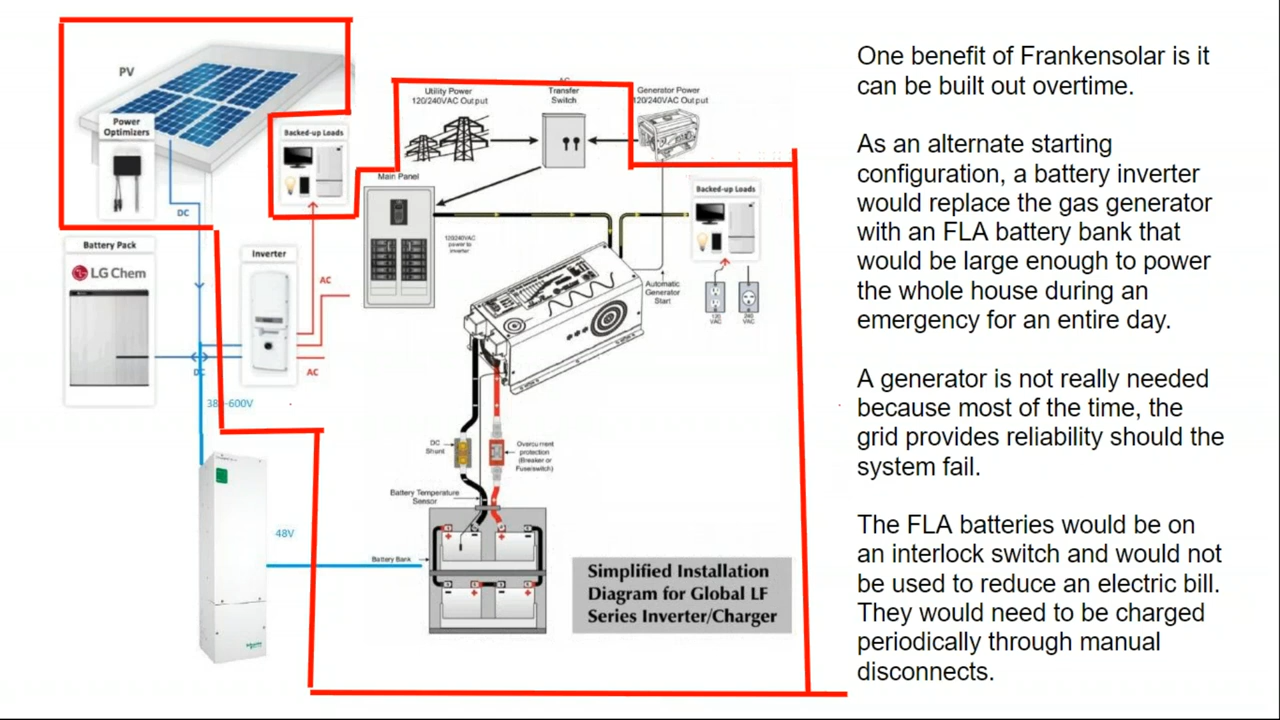 PV
Power
Optimizers
Backed-up Loads
DC
Battery Pack
LG Chem
Inverter
AC
AC
DC
48V
Utility Power
120/240VAC Output
Transfer
Switch
Generator Power
120/240VAC Output
Main Panel
120/240VAC
power to
inverter
Backed-up Loads
Automatic
Generator
Start
120
VAC
240
VAC
DC
Shunt
Overcurrent
protection
(Breaker or
Fuse/switch)
Battery Temperature
Sensor
Battery Bank
Simplified Installation
Diagram for Global LF
Series Inverter/Charger
One benefit of Frankensolar is it
can be built out overtime.
As an alternate starting
configuration, a battery inverter
would replace the gas generator
with an FLA battery bank that
would be large enough to power
the whole house during an
emergency for an entire day.
A generator is not really needed
because most of the time, the
grid provides reliability should the
system fail.
The FLA batteries would be on
an interlock switch and would not
be used to reduce an electric bill.
They would need to be charged
periodically through manual
disconnects.